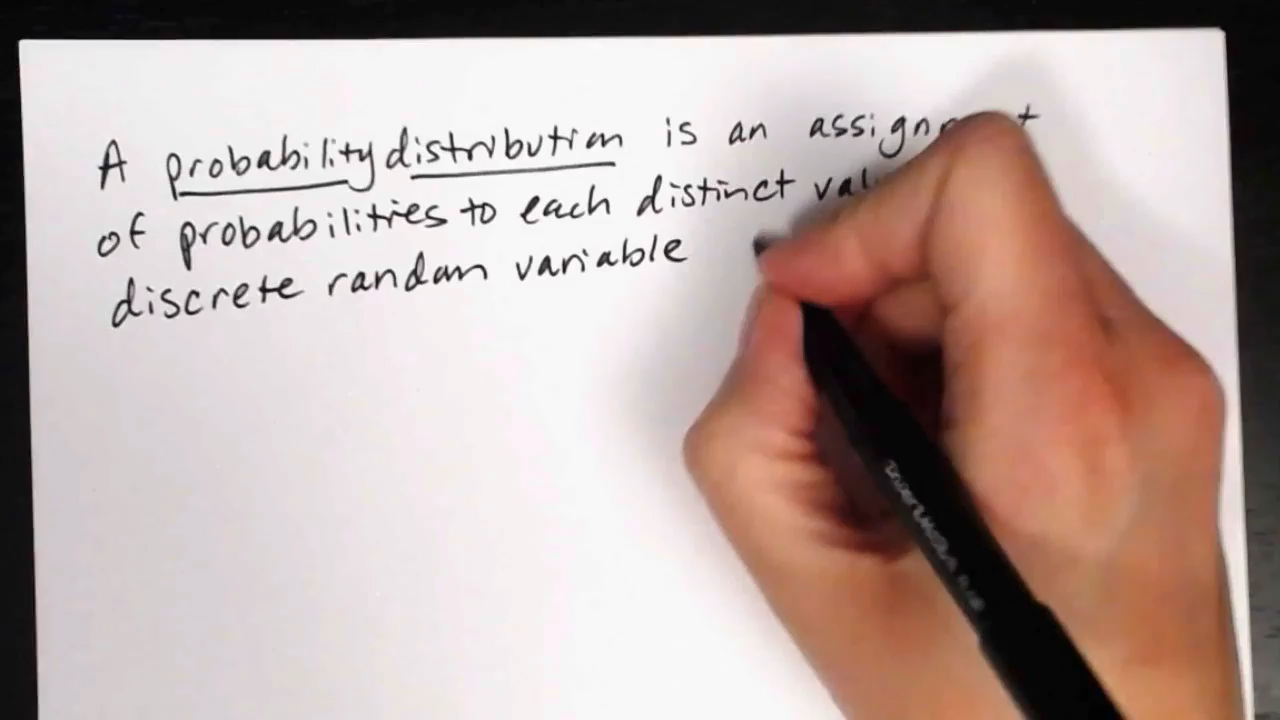 A probability distribution is an
of probabilities to each distinct
discrete random variable